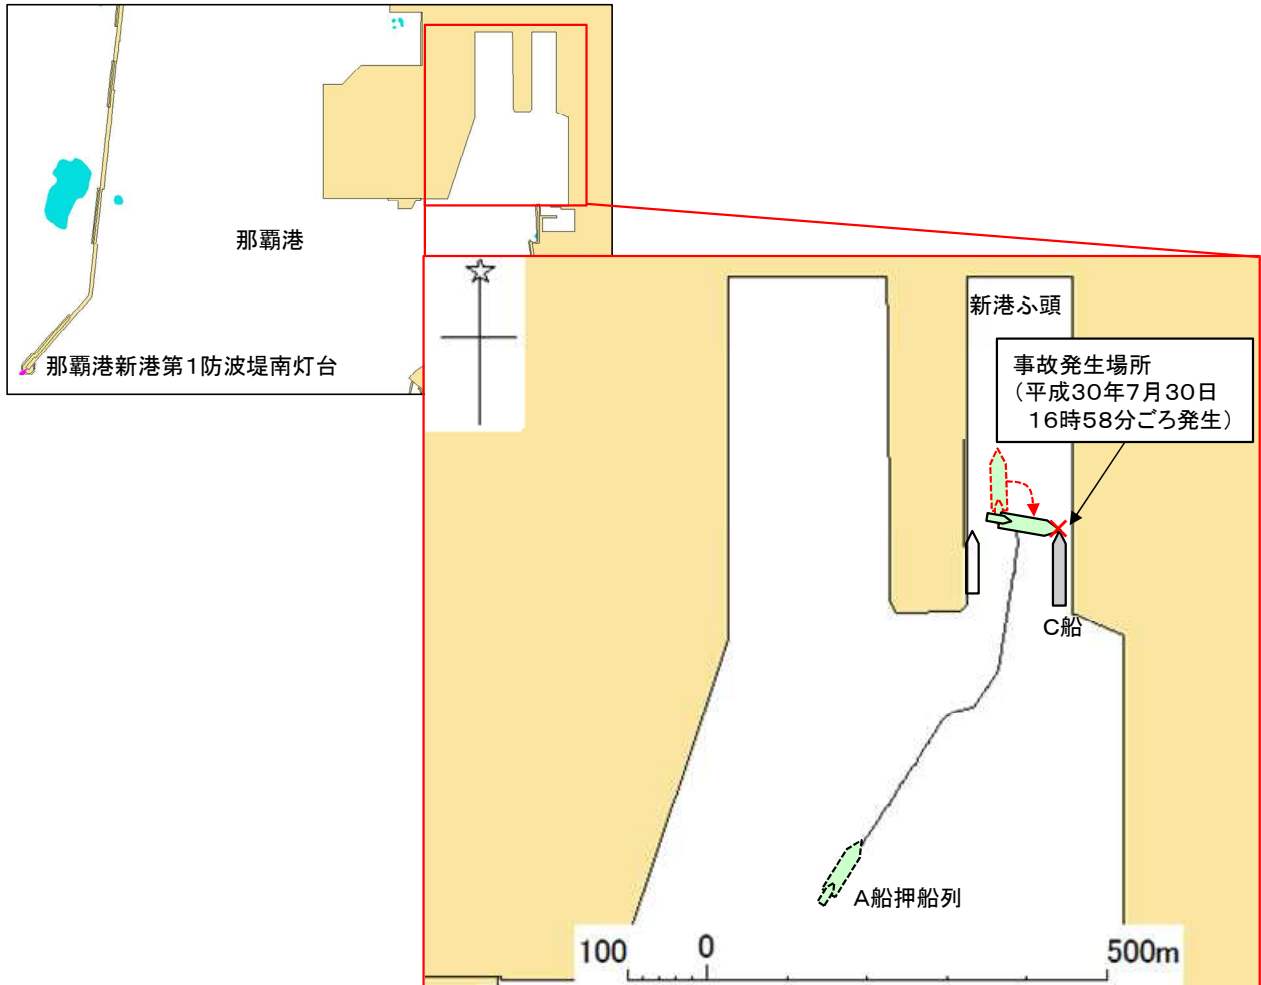 那覇港
那覇港新港第1防波堤南灯台
新港ふ頭
事故発生場所
(平成30年7月30日
16時58分ごろ発生)
C船
A船押船列
100 0 500m